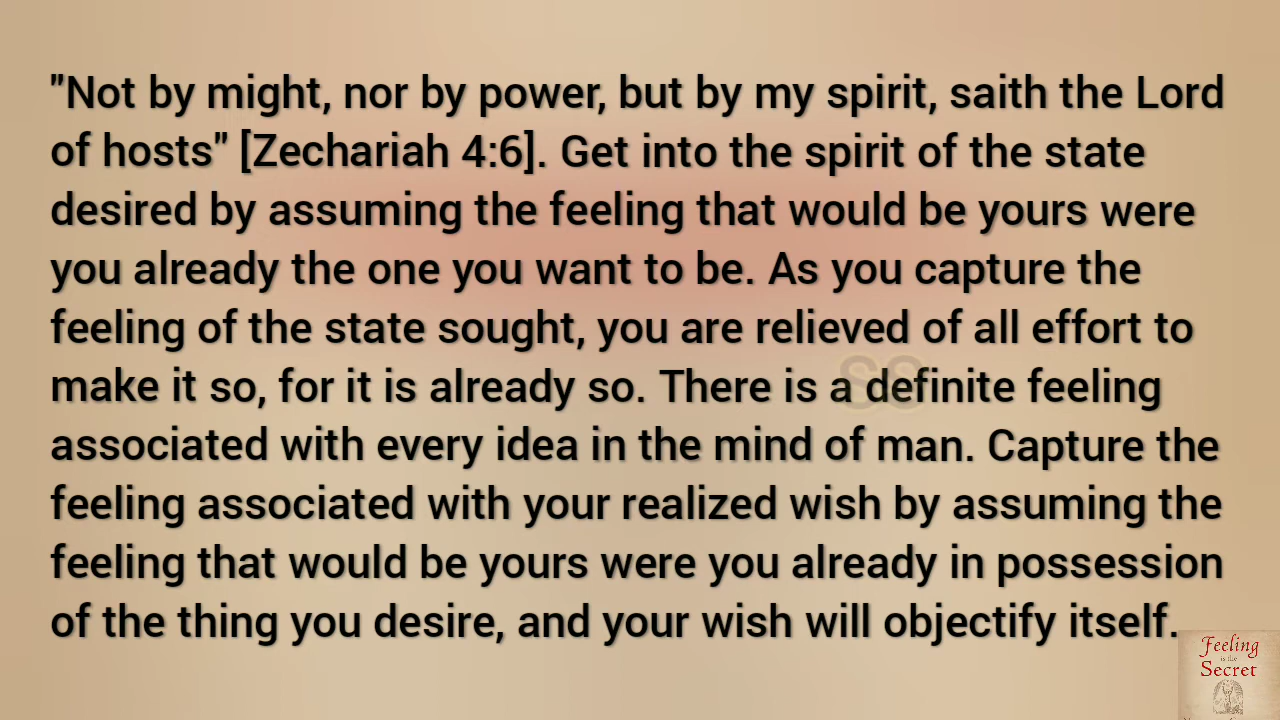 "Not by might, nor by power, but by my spirit, saith the Lord
of hosts" [Zechariah 4:6]. Get into the spirit of the state
desired by assuming the feeling that would be yours were
you already the one you want to be. As you capture the
feeling of the state sought, you are relieved of all effort to
make it so, for it is already so. There is a definite feeling
associated with every idea in the mind of man. Capture the
feeling associated with your realized wish by assuming the
feeling that would be yours were you already in possession
of the thing you desire, and your wish will objectify itself.
SS
Feeling
is the
Secret